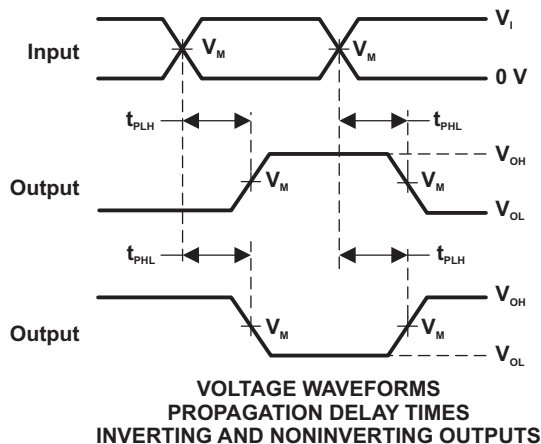 V_I
Input
V_M
V_M
0 V
t_PLH
t_PHL
V_OH
Output
V_M
V_M
V_OL
t_PHL
t_PLH
V_OH
Output
V_M
V_M
V_OL
VOLTAGE WAVEFORMS
PROPAGATION DELAY TIMES
INVERTING AND NONINVERTING OUTPUTS